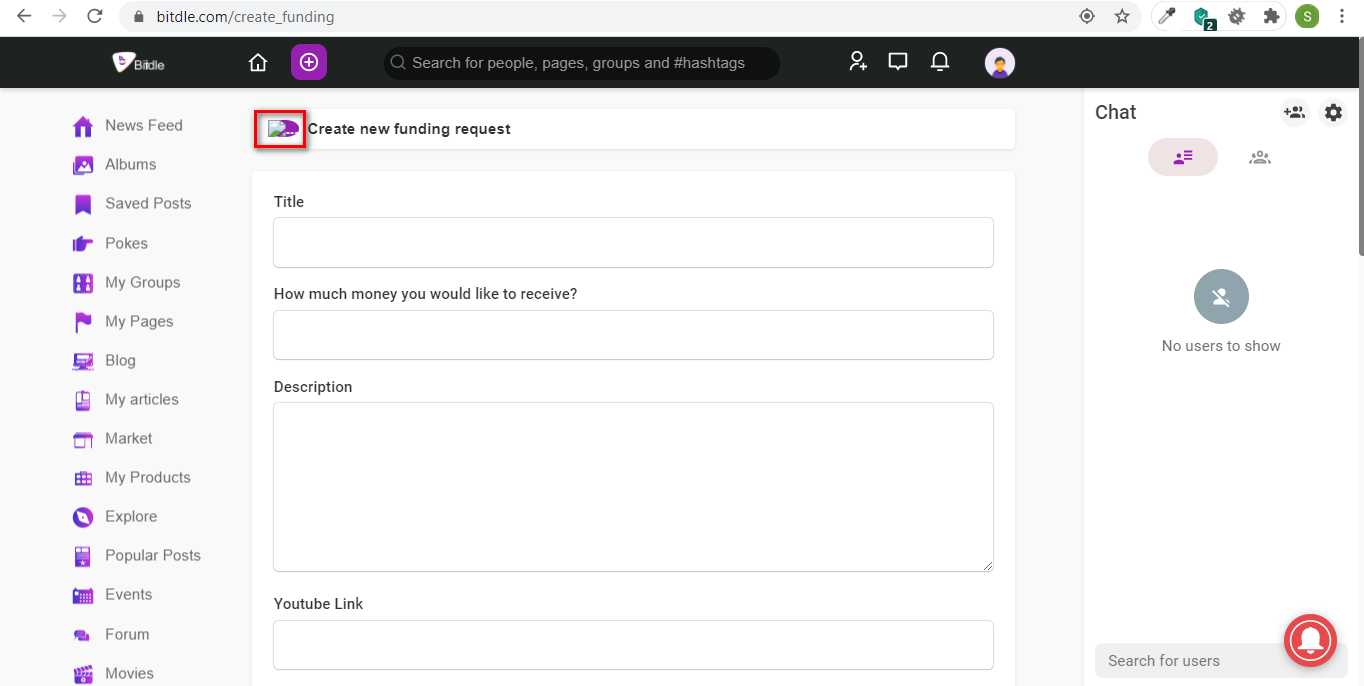 bitdle.com/create_funding
S
2
Bitdle
Search for people, pages, groups and #hashtags
News Feed
Albums
Saved Posts
Pokes
My Groups
My Pages
Blog
My articles
Market
My Products
Explore
Popular Posts
Events
Forum
Movies
Create new funding request
Title
How much money you would like to receive?
Description
Youtube Link
Chat
No users to show
Search for users